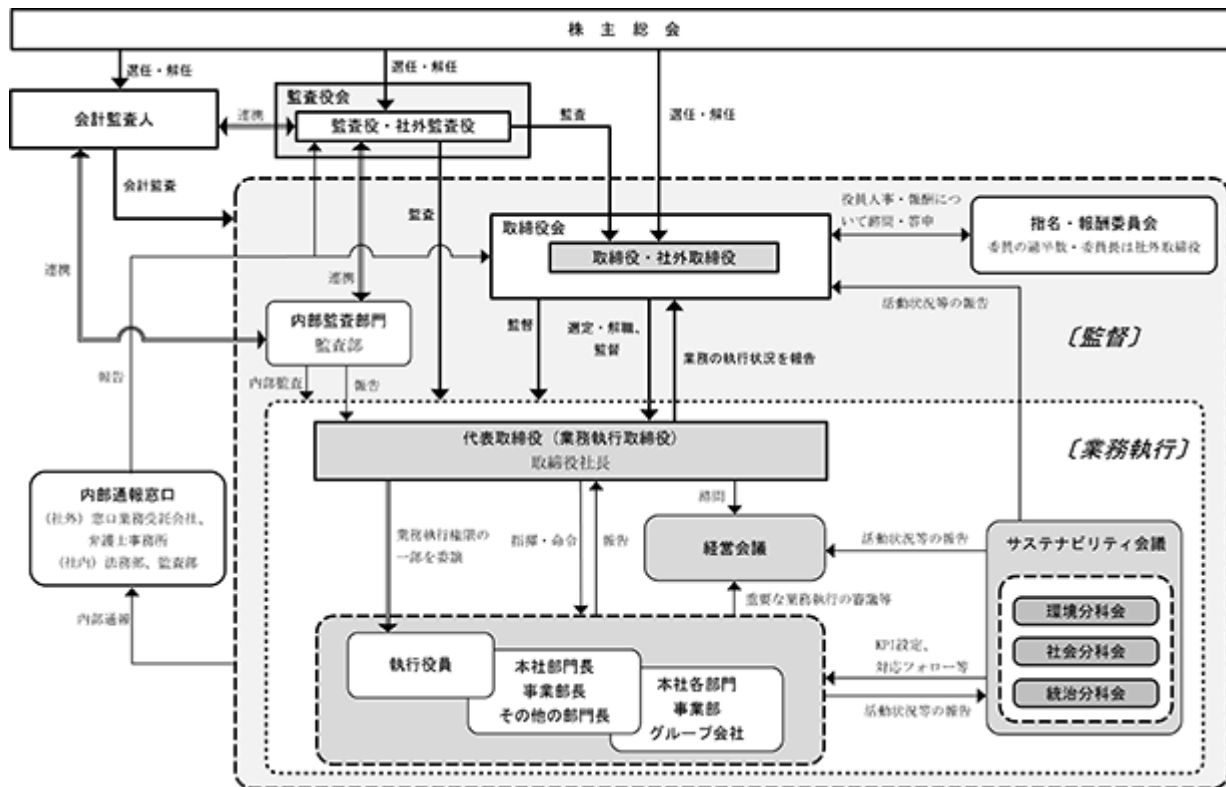 株主総会
選任・解任
選任・解任
選任・解任
会計監査人
連携
監査役会
監査役・社外監査役
監査
会計監査
監査
役員人事・報酬につ
いて諮問・答申
指名・報酬委員会
委員の過半数・委員長は社外取締役
取締役会
取締役・社外取締役
連携
連携
活動状況等の報告
内部監査部門
監査部
監督
選定・解職、
監督
業務の執行状況を報告
〔監督〕
報告
内部監査
報告
代表取締役（業務執行取締役）
取締役社長
〔業務執行〕
内部通報窓口
（社外）窓口業務受託会社、
弁護士事務所
（社内）法務部、監査部
業務執行権限の
一部を委譲
指揮・命令
報告
諮問
経営会議
活動状況等の報告
サステナビリティ会議
重要な業務執行の審議等
環境分科会
社会分科会
統治分科会
内部通報
執行役員
本社部門長
事業部長
その他の部門長
本社各部門
事業部
グループ会社
KPI設定、
対応フォロー等
活動状況等の報告